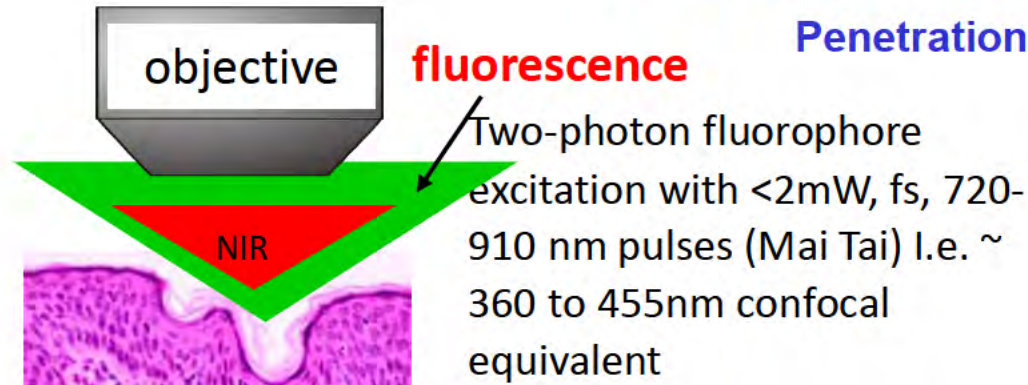 Penetration
objective
fluorescence
Two-photon fluorophore
excitation with <2mW, fs, 720-
910 nm pulses (Mai Tai) I.e. ~
360 to 455nm confocal
equivalent
NIR